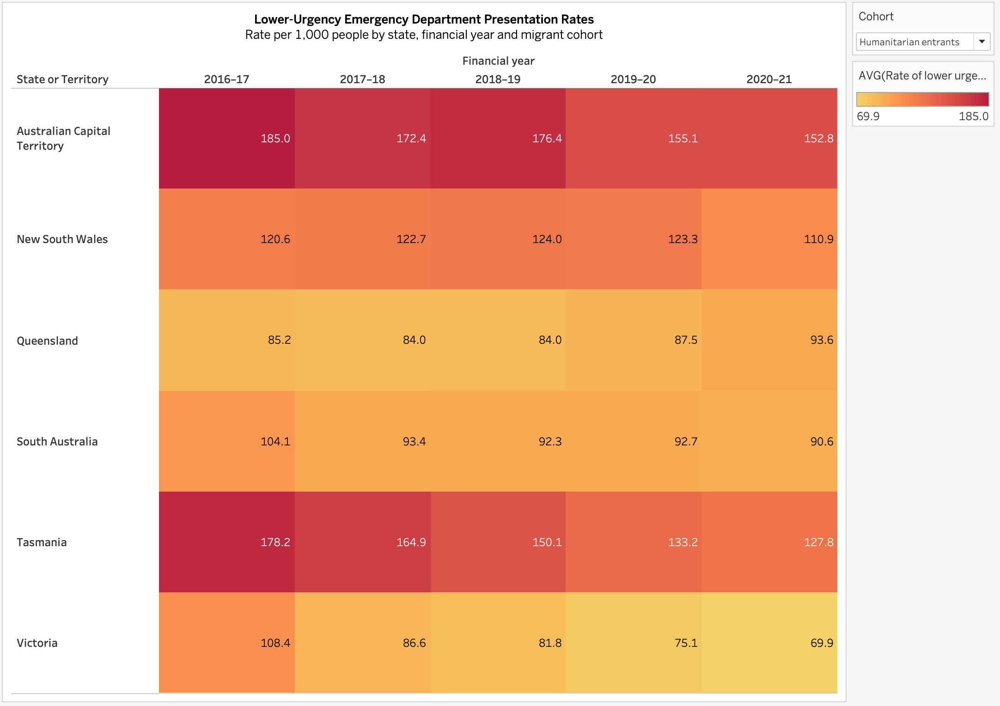 Lower-Urgency Emergency Department Presentation Rates
Rate per 1,000 people by state, financial year and migrant cohort
Financial year
State or Territory 2016–17 2017–18 2018–19 2019–20 2020–21
Australian Capital
Territory
185.0 172.4 176.4 155.1 152.8
New South Wales 120.6 122.7 124.0 123.3 110.9
Queensland 85.2 84.0 84.0 87.5 93.6
South Australia 104.1 93.4 92.3 92.7 90.6
Tasmania 178.2 164.9 150.1 133.2 127.8
Victoria 108.4 86.6 81.8 75.1 69.9
Cohort
Humanitarian entrants
AVG(Rate of lower urge...
69.9 185.0